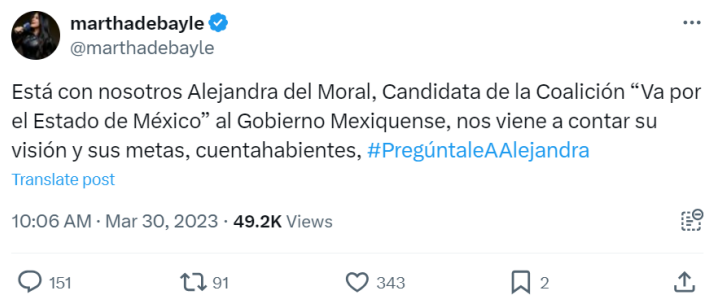 marthadebayle
@marthadebayle
Está con nosotros Alejandra del Moral, Candidata de la Coalición “Va por
el Estado de México” al Gobierno Mexiquense, nos viene a contar su
visión y sus metas, cuentahabientes, #PregúntaleAAlejandra
Translate post
10:06 AM · Mar 30, 2023 · 49.2K Views
151 91 343 2